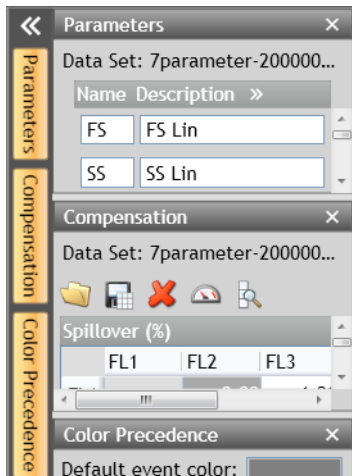 Parameters
Data Set: 7parameter-200000...
Name Description »
FS FS Lin
SS SS Lin
Compensation
Data Set: 7parameter-200000...
Spillover (%)
FL1 FL2 FL3
Color Precedence
Default event color:
Parameters
Compensation
Color Precedence